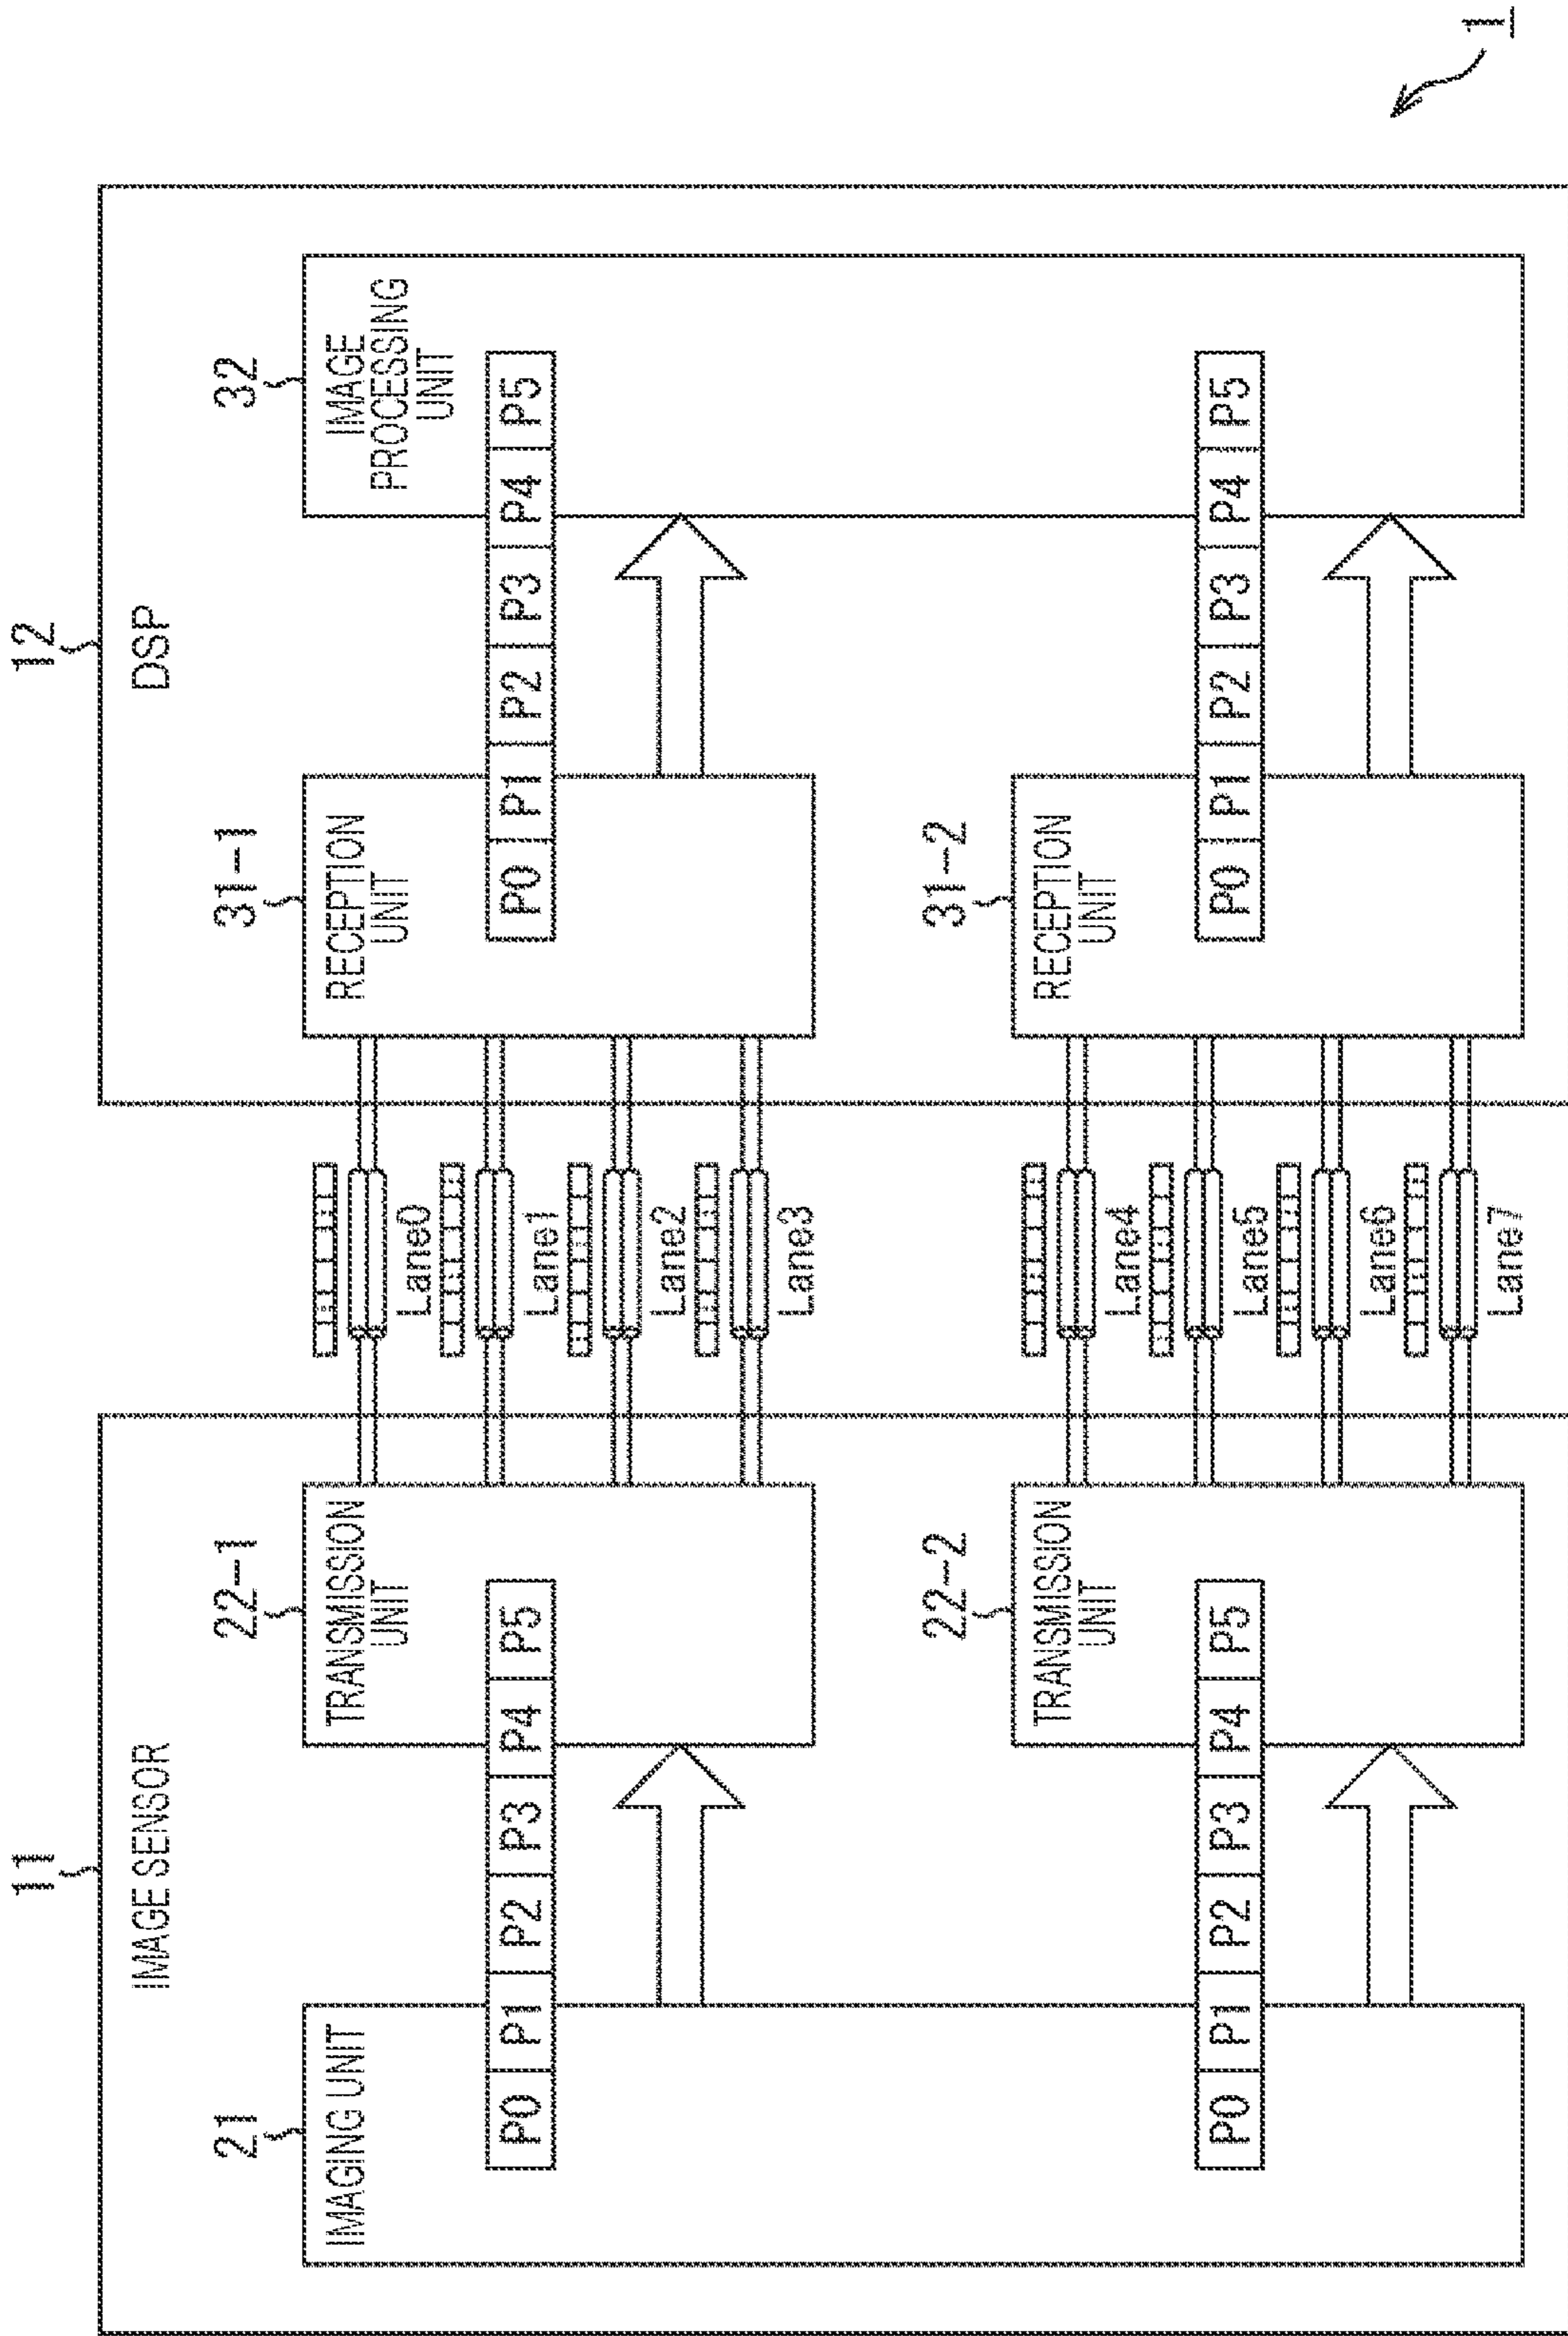 1
11
12
IMAGE SENSOR
DSP
21
22-1
31-1
32
IMAGING UNIT
TRANSMISSION
UNIT
RECEPTION
UNIT
IMAGE
PROCESSING
UNIT
P0 P1 P2 P3 P4 P5
P0 P1 P2 P3 P4 P5
Lane0
Lane1
Lane2
Lane3
22-2
31-2
TRANSMISSION
UNIT
RECEPTION
UNIT
P0 P1 P2 P3 P4 P5
P0 P1 P2 P3 P4 P5
Lane4
Lane5
Lane6
Lane7